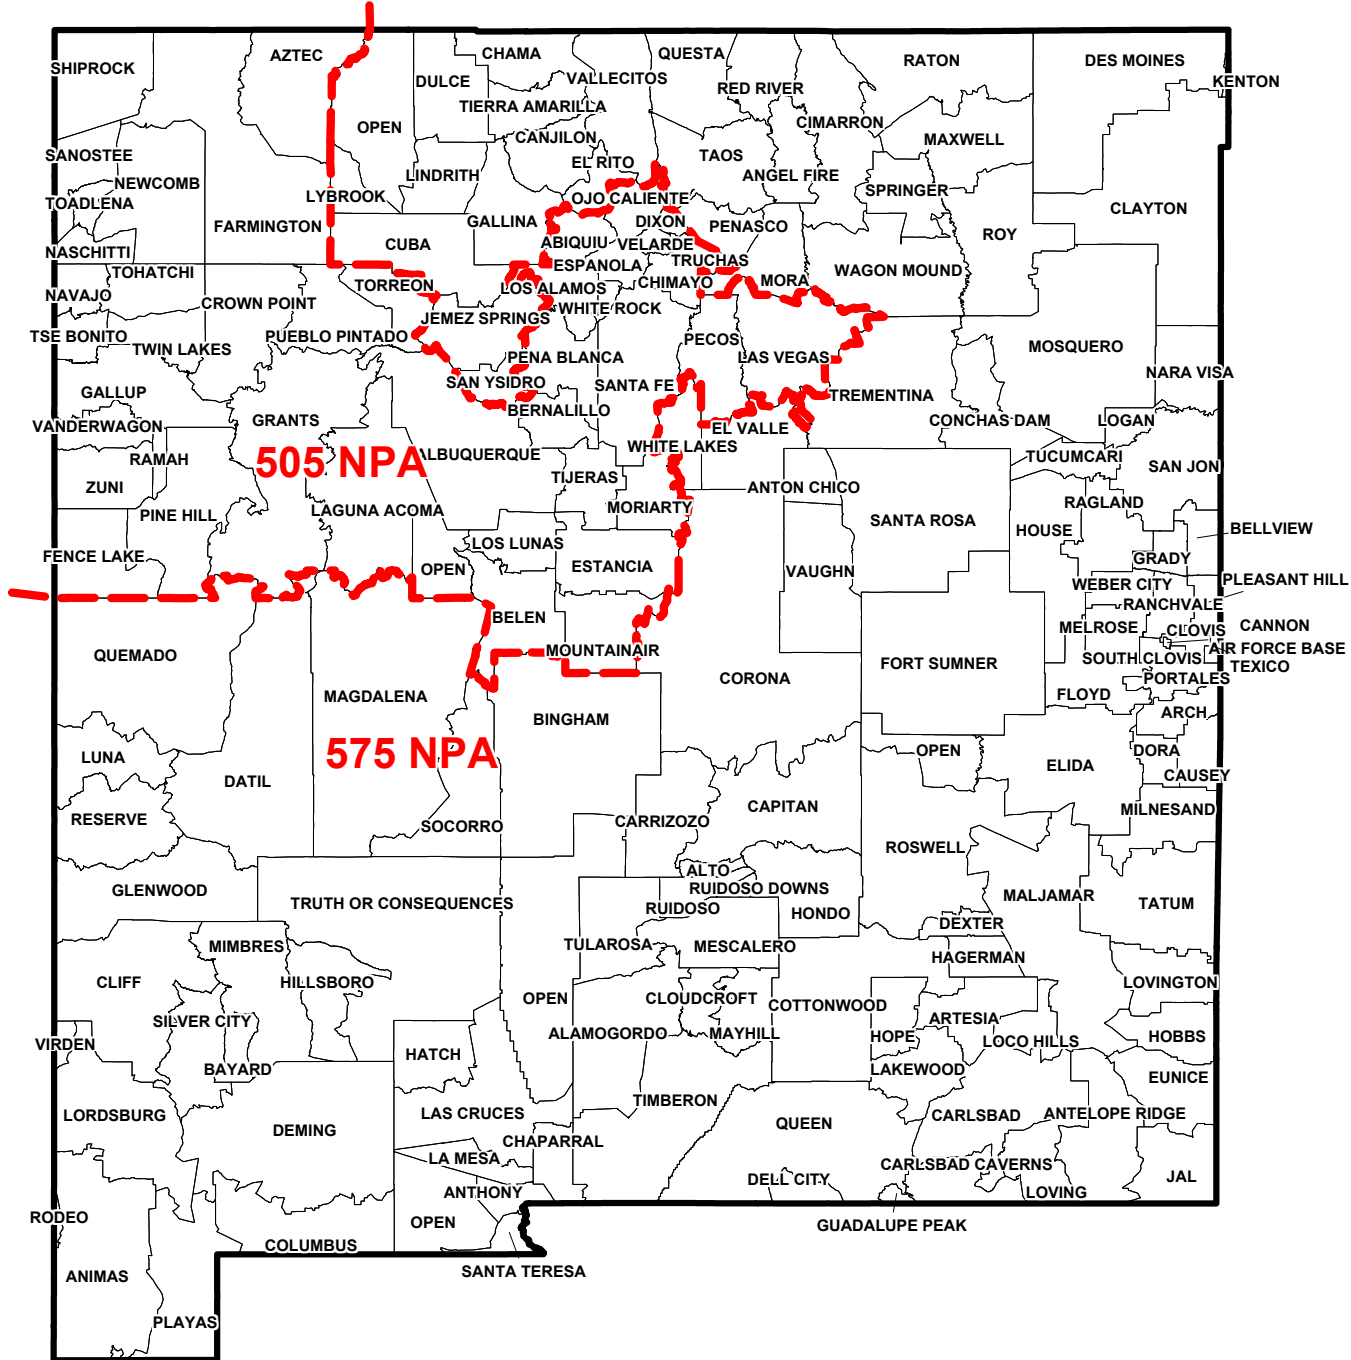 AZTEC
CHAMA
QUESTA
RATON
DES MOINES
SHIPROCK
DULCE
VALLECITOS
RED RIVER
KENTON
TIERRA AMARILLA
CIMARRON
OPEN
CANJILON
MAXWELL
SANOSTEE
EL RITO
TAOS
NEWCOMB
LINDRITH
ANGEL FIRE
SPRINGER
TOADLENA
LYBROOK
OJO CALIENTE
CLAYTON
FARMINGTON
GALLINA
DIXON
PENASCO
ROY
NASCHITTI
CUBA
ABIQUIU
VELARDE
TOHATCHI
ESPANOLA
TRUCHAS
WAGON MOUND
NAVAJO
CROWN POINT
TORREON
LOS ALAMOS
CHIMAYO
MORA
WHITE ROCK
JEMEZ SPRINGS
TSE BONITO
TWIN LAKES
PUEBLO PINTADO
PECOS
MOSQUERO
PENA BLANCA
LAS VEGAS
NARA VISA
GALLUP
SAN YSIDRO
SANTA FE
TREMENTINA
VANDERWAGON
GRANTS
BERNALILLO
EL VALLE
CONCHAS DAM
LOGAN
RAMAH
505 NPA
ALBUQUERQUE
WHITE LAKES
TUCUMCARI
SAN JON
ZUNI
TIJERAS
ANTON CHICO
PINE HILL
LAGUNA ACOMA
MORIARTY
SANTA ROSA
RAGLAND
HOUSE
BELLVIEW
FENCE LAKE
LOS LUNAS
OPEN
ESTANCIA
VAUGHN
GRADY
WEBER CITY
PLEASANT HILL
RANCHVALE
BELEN
MELROSE
CLOVIS
CANNON
AIR FORCE BASE
QUEMADO
MOUNTAINAIR
FORT SUMNER
SOUTH CLOVIS
TEXICO
CORONA
PORTALES
MAGDALENA
FLOYD
BINGHAM
ARCH
575 NPA
LUNA
OPEN
DORA
DATIL
ELIDA
CAUSEY
CAPITAN
MILNESAND
RESERVE
SOCORRO
CARRIZOZO
ROSWELL
ALTO
GLENWOOD
RUIDOSO DOWNS
MALJAMAR
TRUTH OR CONSEQUENCES
RUIDOSO
HONDO
TATUM
DEXTER
MIMBRES
TULAROSA
MESCALERO
HAGERMAN
CLIFF
HILLSBORO
LOVINGTON
OPEN
CLOUDCROFT
COTTONWOOD
SILVER CITY
ARTESIA
ALAMOGORDO
MAYHILL
HOPE
LOCO HILLS
HOBBS
VIRDEN
HATCH
BAYARD
LAKEWOOD
EUNICE
TIMBERON
LORDSBURG
LAS CRUCES
QUEEN
CARLSBAD
ANTELOPE RIDGE
DEMING
CHAPARRAL
LA MESA
CARLSBAD CAVERNS
DELL CITY
JAL
ANTHONY
LOVING
RODEO
OPEN
GUADALUPE PEAK
COLUMBUS
SANTA TERESA
ANIMAS
PLAYAS